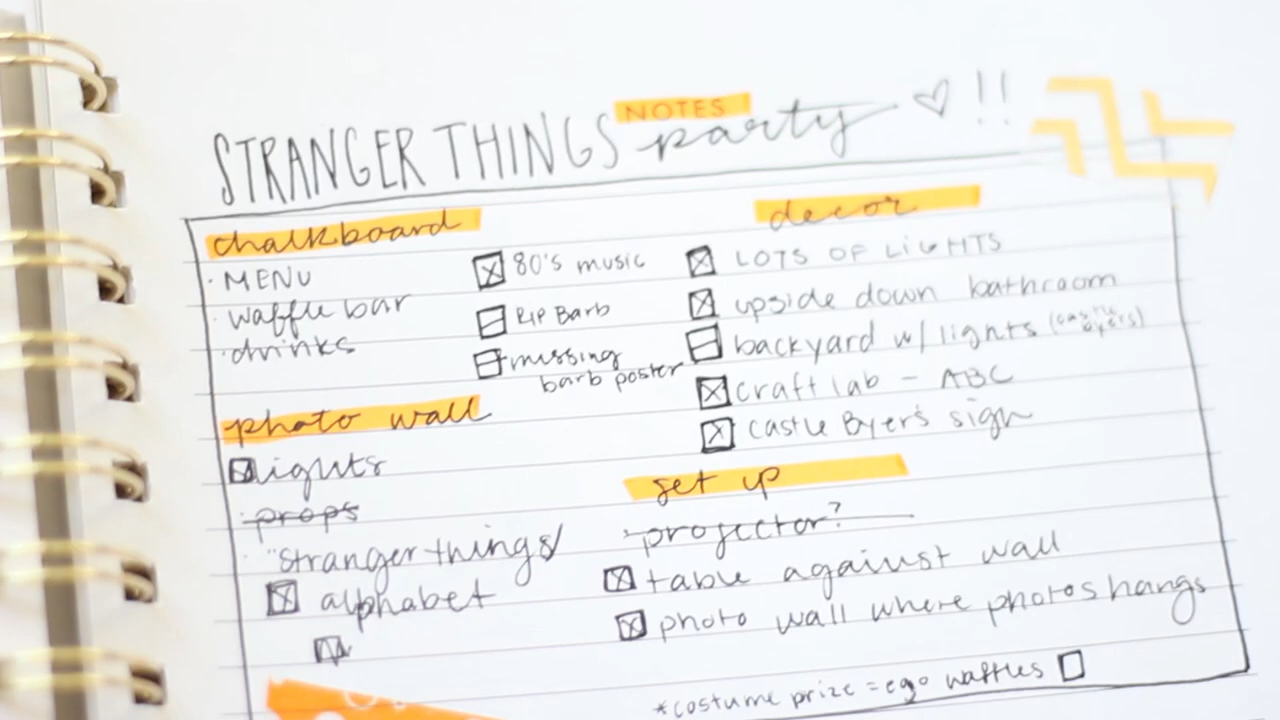 NOTES
STRANGER THINGS party ♡ !!
chalkboard
· MENU
· waffle bar
· drinks
80's music
RIP Barb
missing
barb poster
photo wall
lights
· props
· "Stranger things/
alphabet
decor
LOTS OF LiGHTS
upside down bathroom
backyard w/ lights (castle
byers)
craft lab - ABC
castle Byer's sign
set up
· projector?
table against wall
photo wall where photos hangs
*costume prize = ego waffles